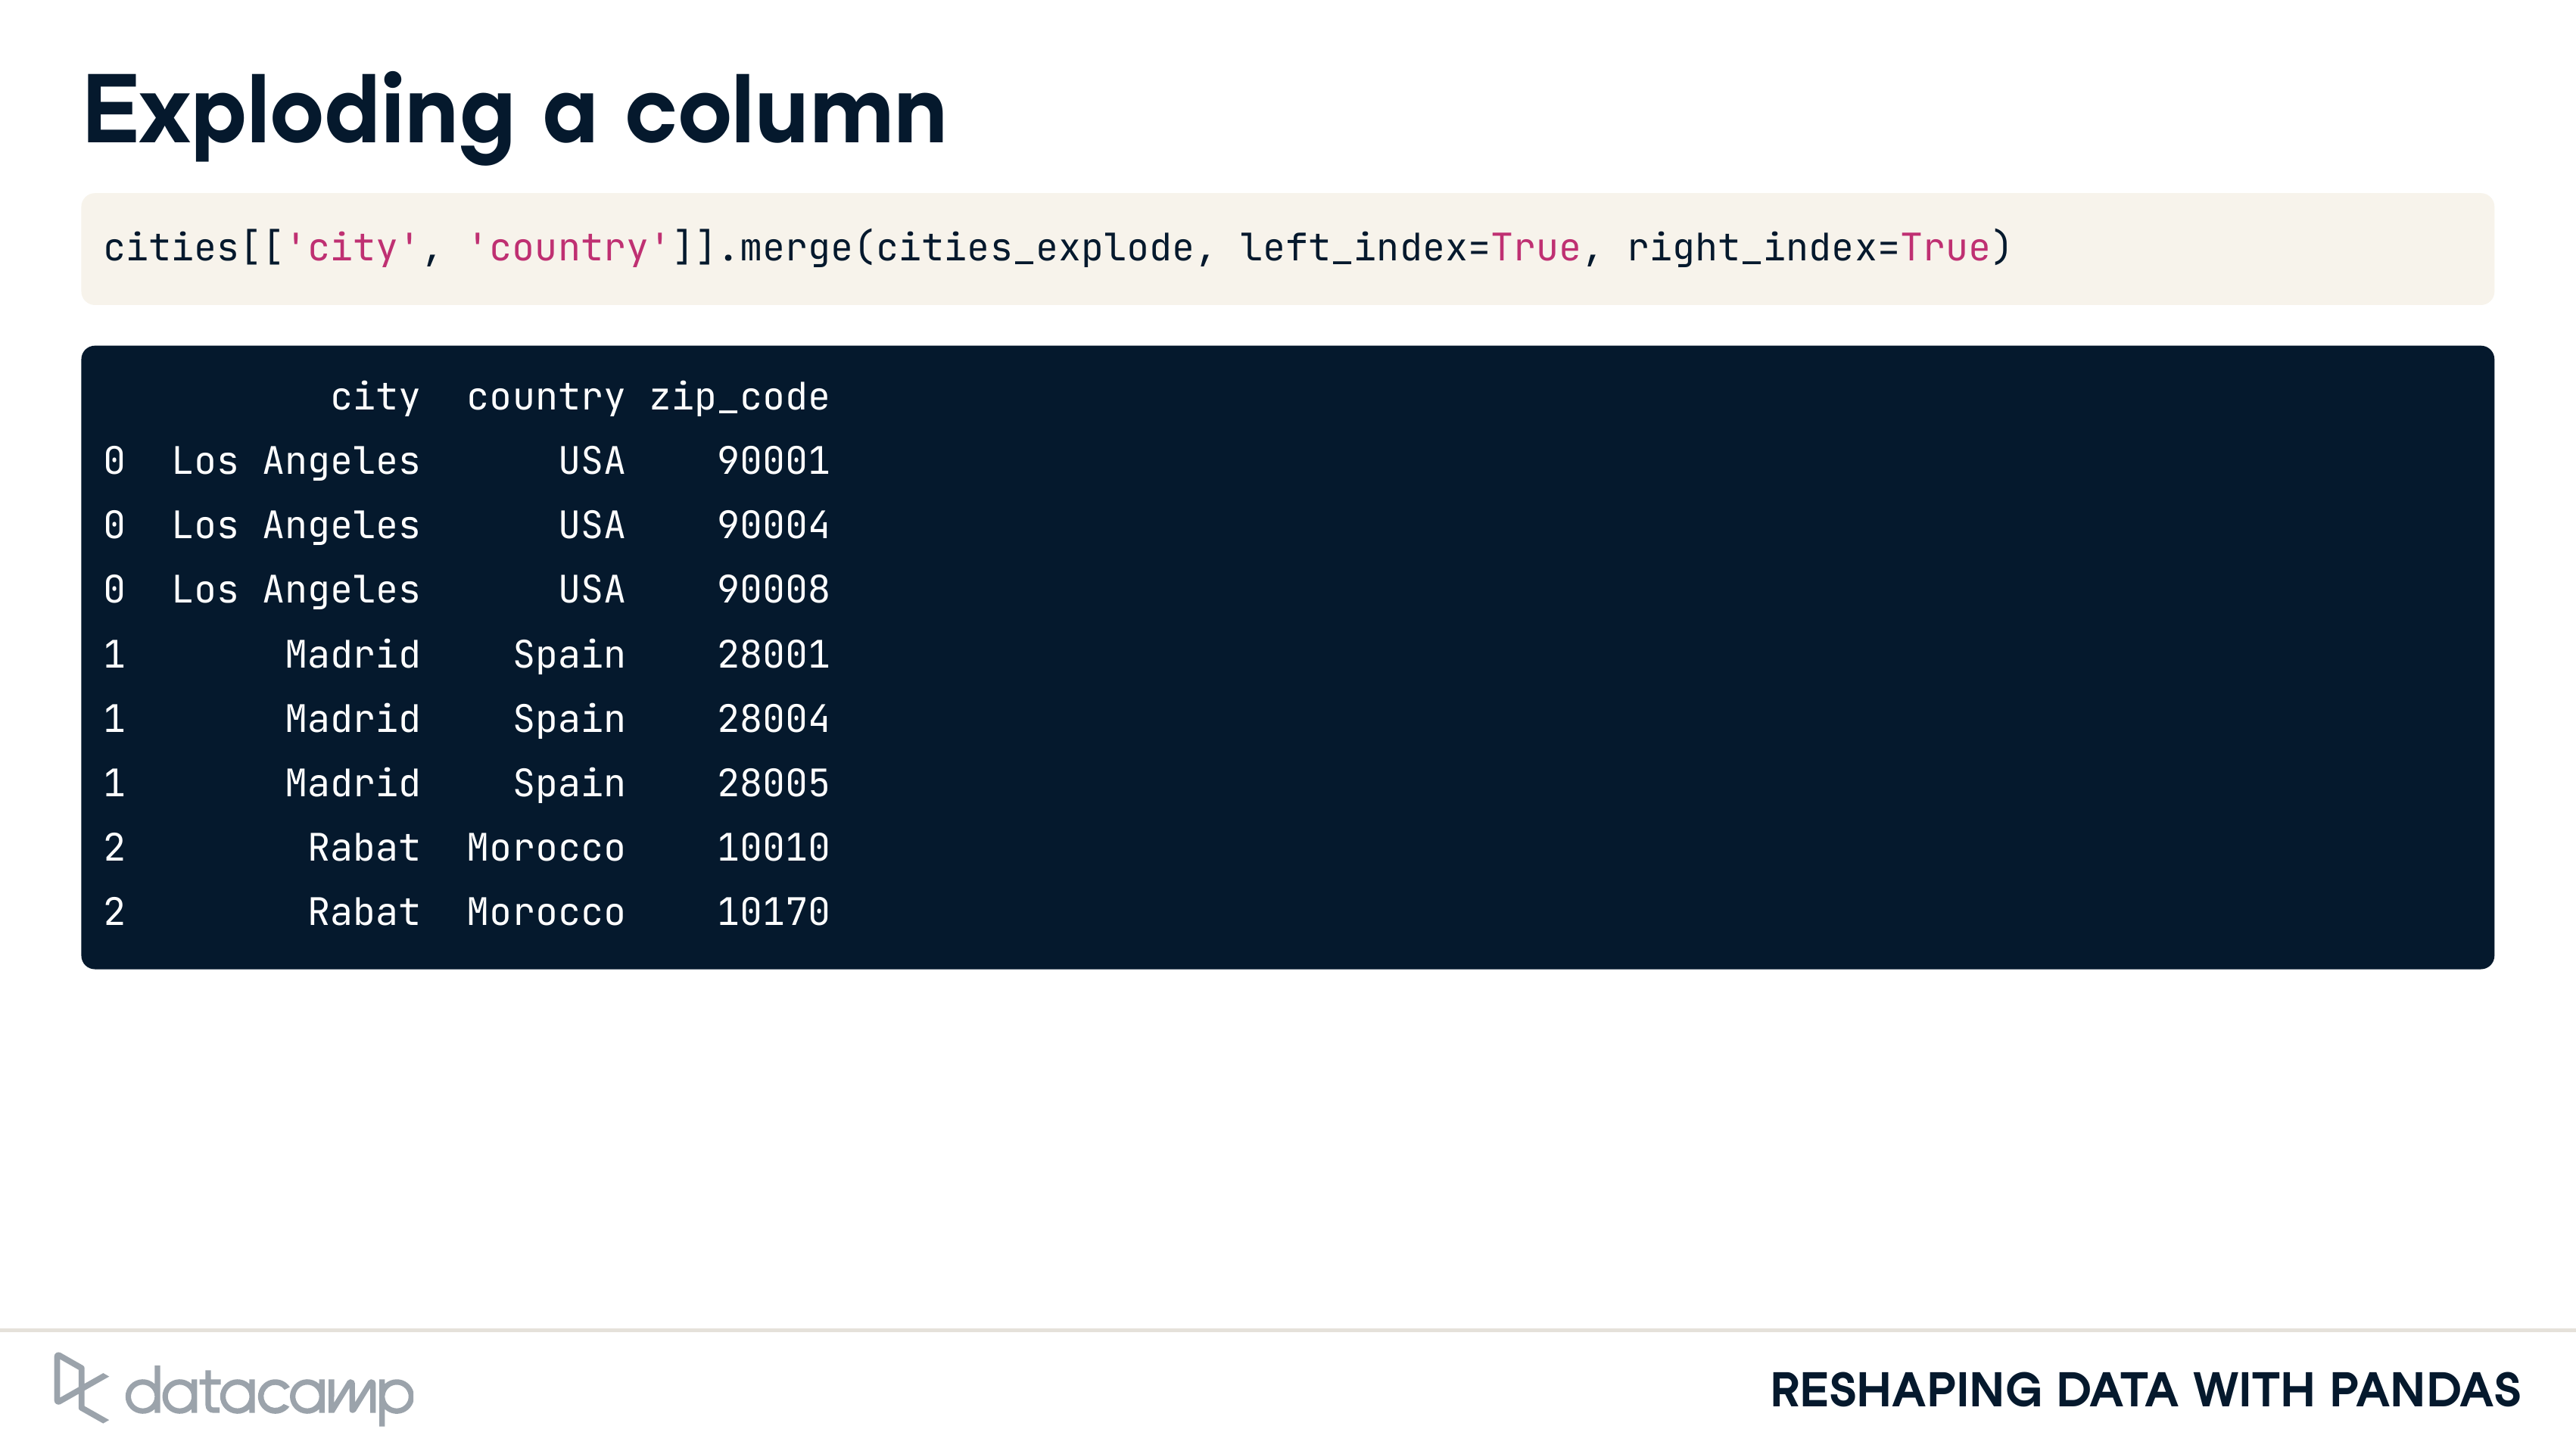 Exploding a column
cities[['city', 'country']].merge(cities_explode, left_index=True, right_index=True)
city country zip_code
0 Los Angeles USA 90001
0 Los Angeles USA 90004
0 Los Angeles USA 90008
1 Madrid Spain 28001
1 Madrid Spain 28004
1 Madrid Spain 28005
2 Rabat Morocco 10010
2 Rabat Morocco 10170
datacamp
RESHAPING DATA WITH PANDAS